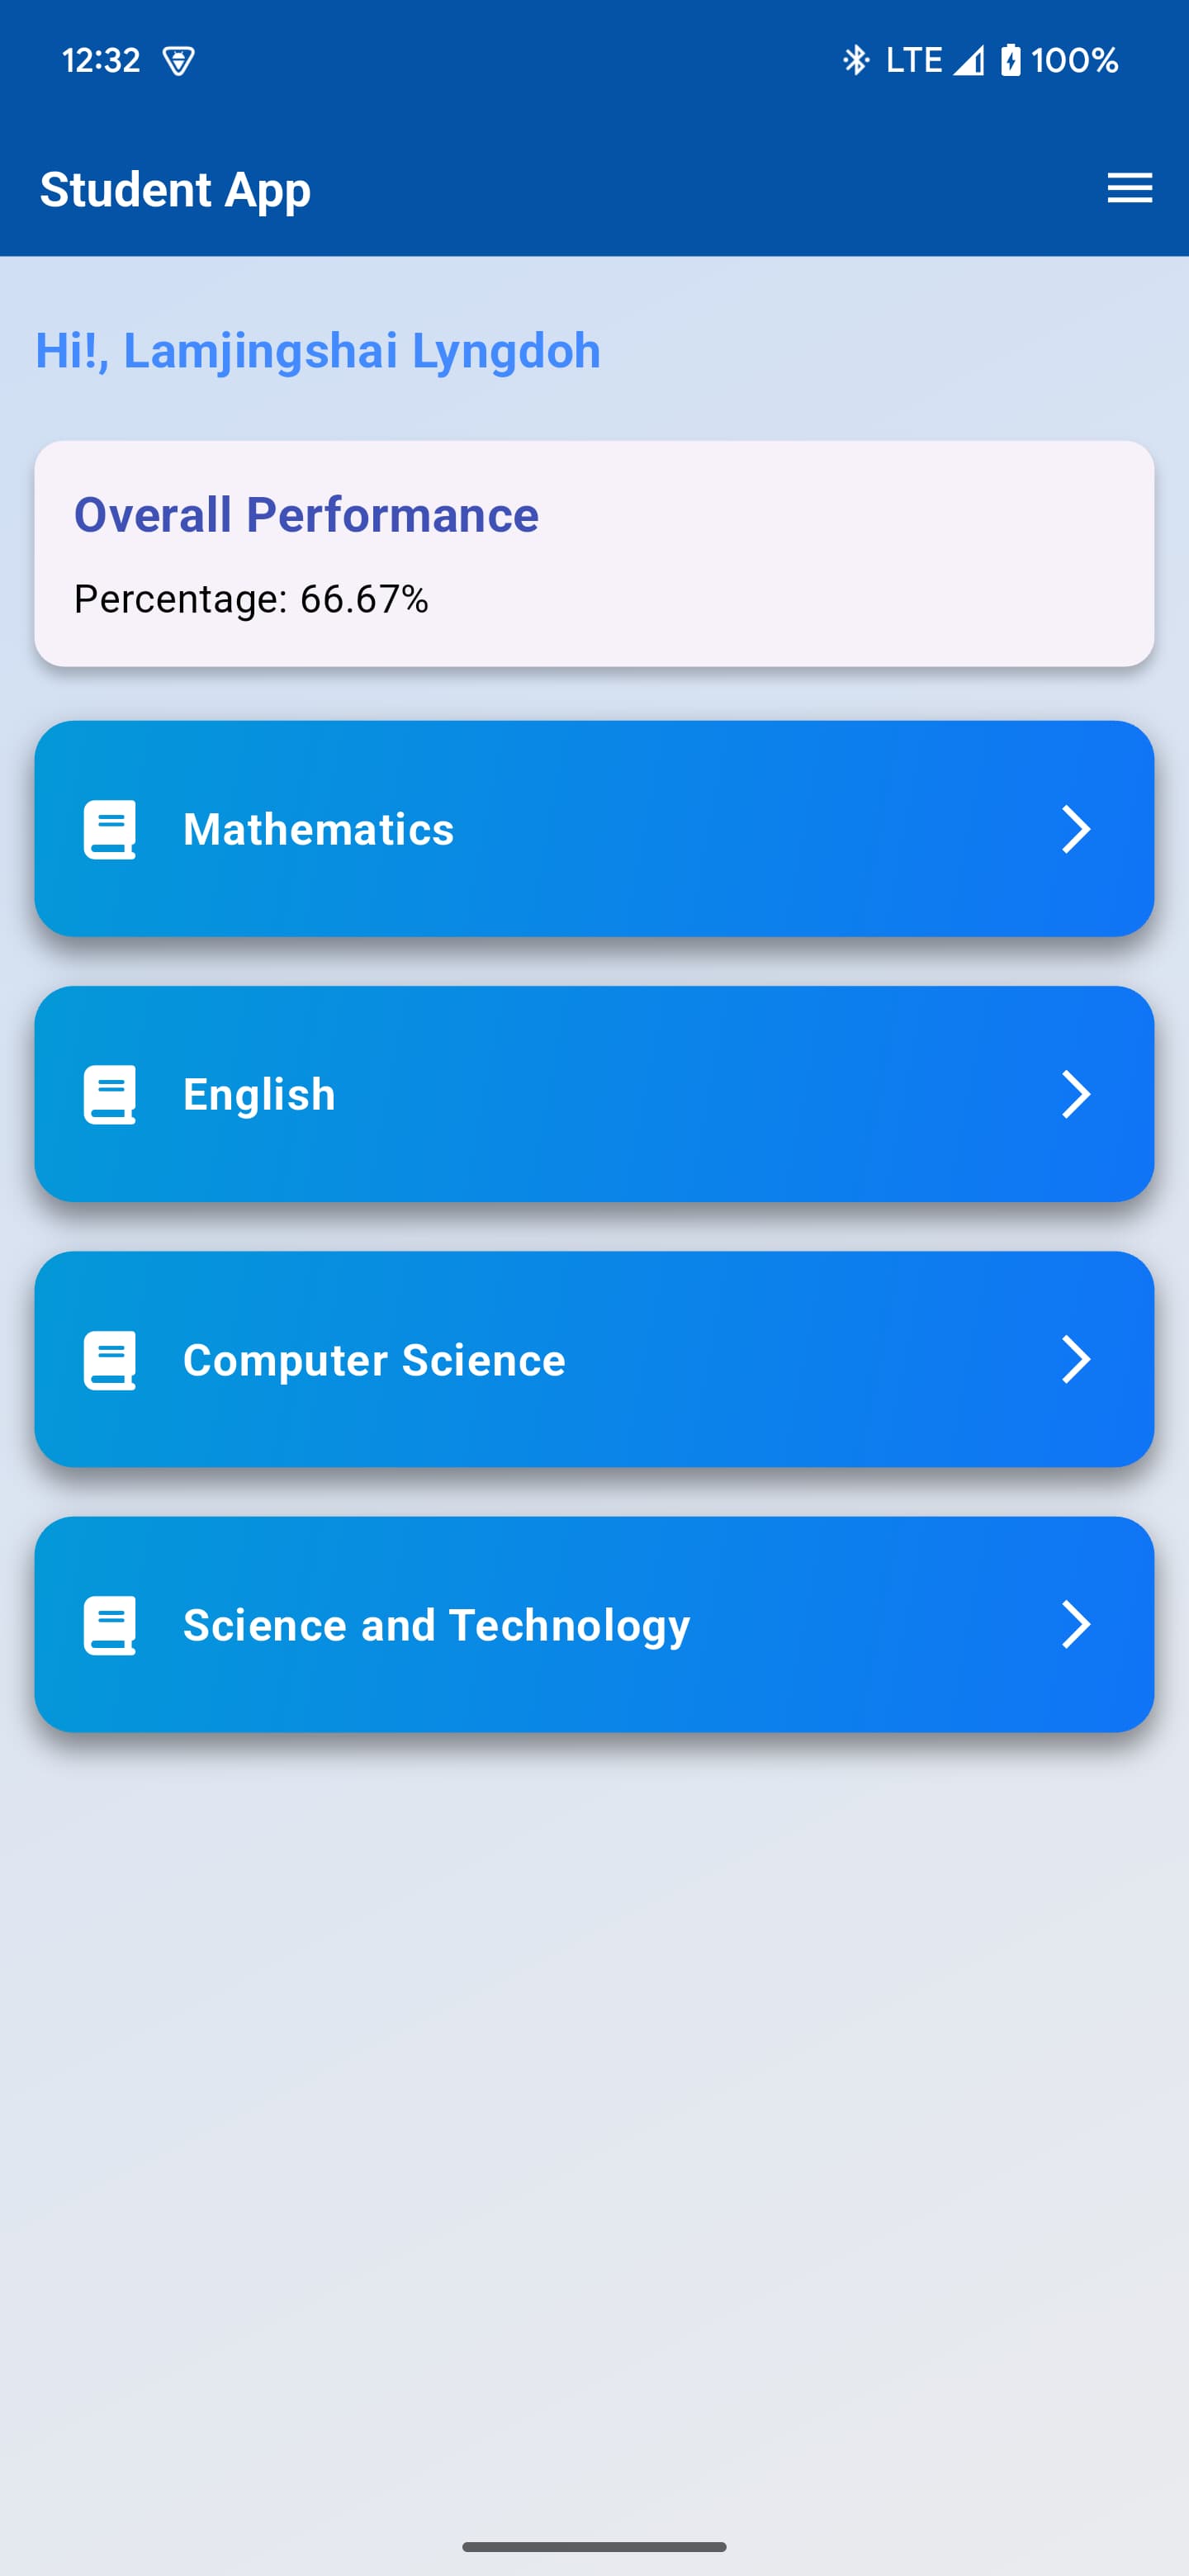 12:32 LTE 100%
Student App
Hi!, Lamjingshai Lyngdoh
Overall Performance
Percentage: 66.67%
Mathematics
English
Computer Science
Science and Technology